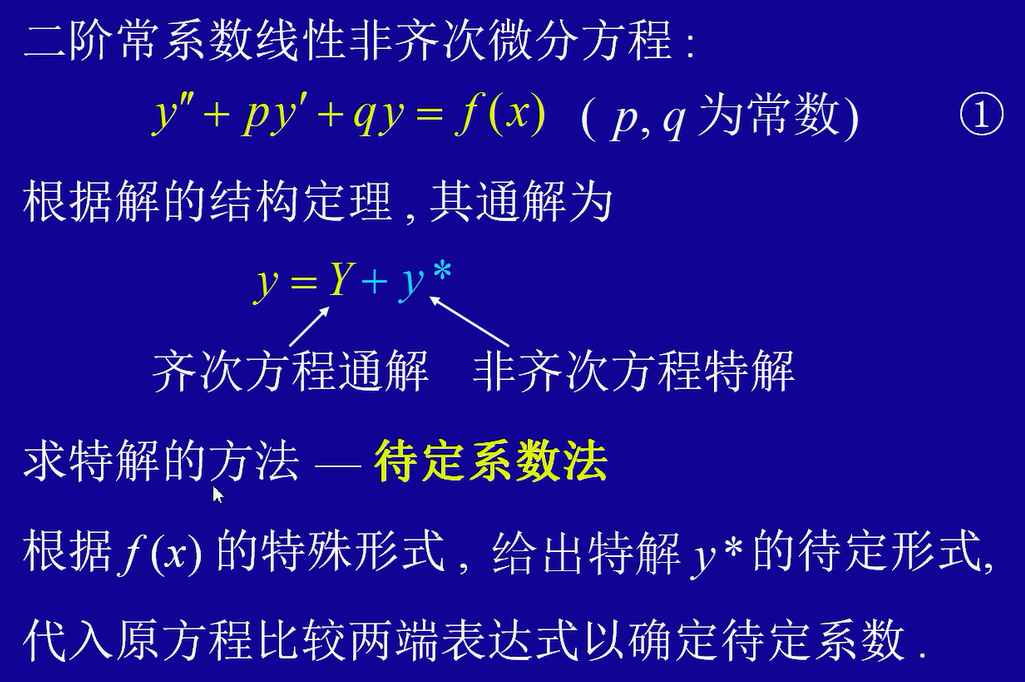 二阶常系数线性非齐次微分方程 :
y″ + py′ + qy = f (x) ( p, q 为常数) ①
根据解的结构定理 , 其通解为
y = Y + y *
齐次方程通解 非齐次方程特解
求特解的方法 — 待定系数法
根据 f (x) 的特殊形式 , 给出特解 y * 的待定形式,
代入原方程比较两端表达式以确定待定系数 .